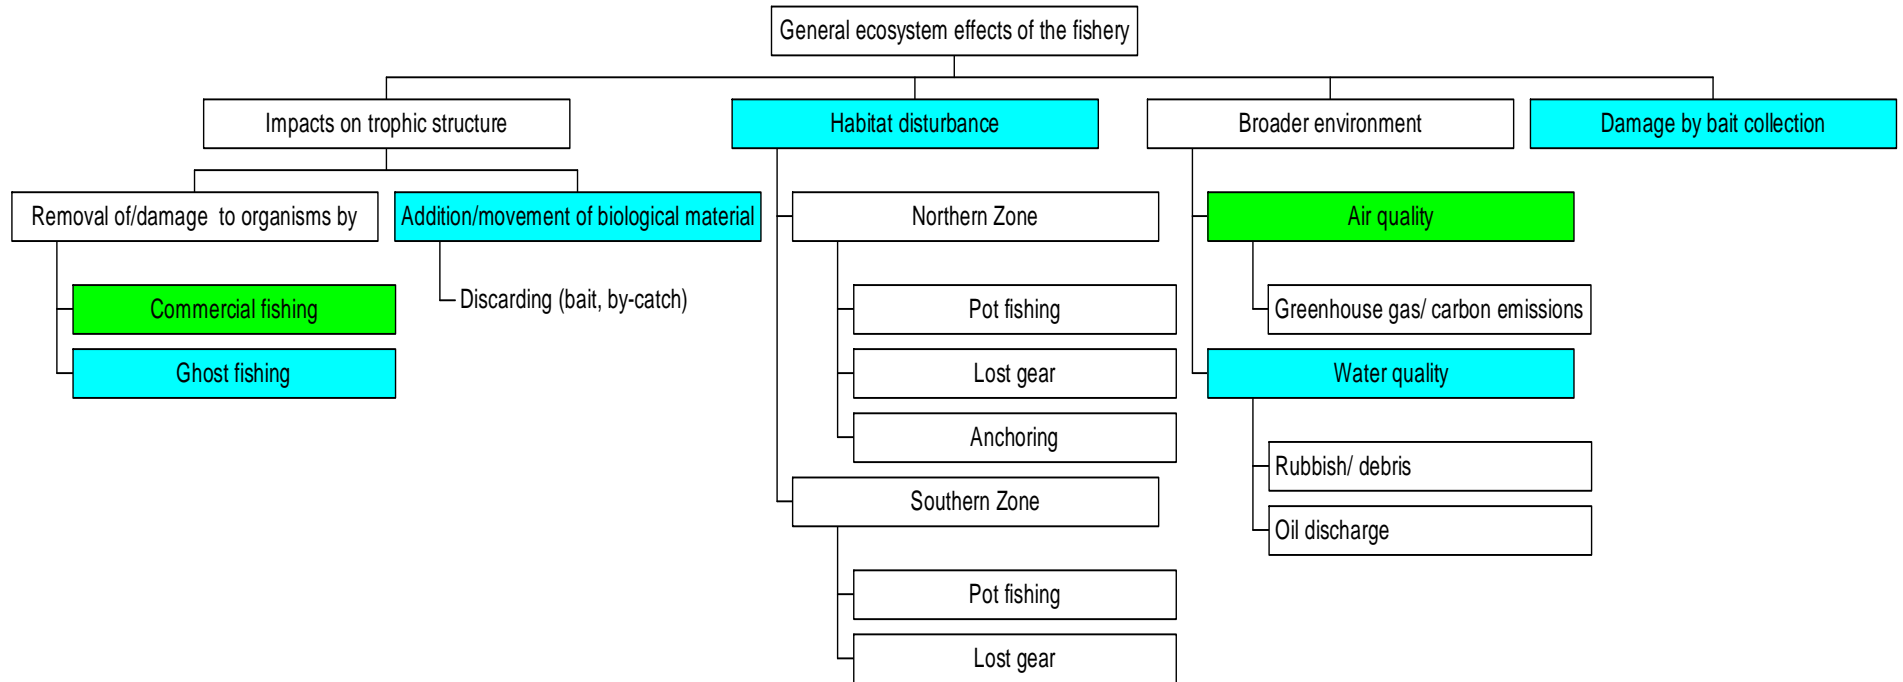 General ecosystem effects of the fishery
Impacts on trophic structure
Habitat disturbance
Broader environment
Damage by bait collection
Removal of/damage  to organisms by
Addition/movement of biological material
Northern Zone
Air quality
Commercial fishing
Discarding (bait, by-catch)
Pot fishing
Greenhouse gas/ carbon emissions
Ghost fishing
Lost gear
Water quality
Anchoring
Rubbish/ debris
Southern Zone
Oil discharge
Pot fishing
Lost gear